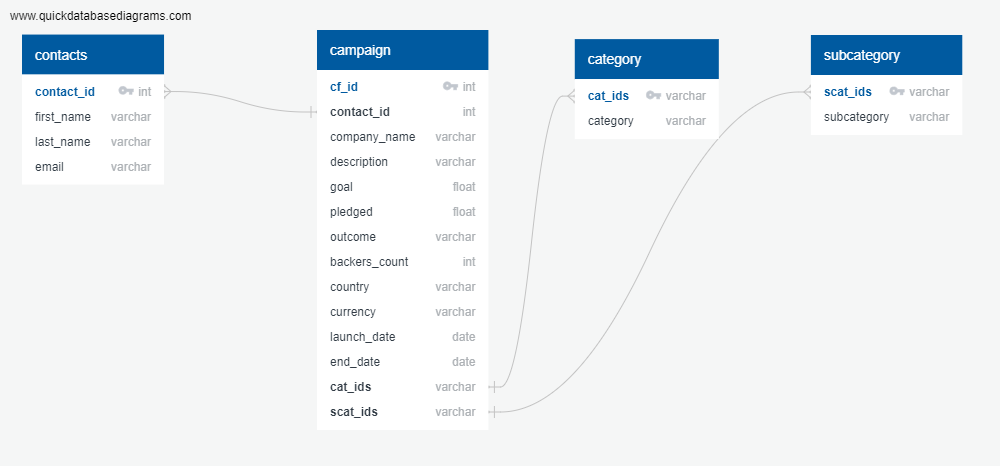 www.quickdatabasediagrams.com
contacts
contact_id int
first_name varchar
last_name varchar
email varchar
campaign
cf_id int
contact_id int
company_name varchar
description varchar
goal float
pledged float
outcome varchar
backers_count int
country varchar
currency varchar
launch_date date
end_date date
cat_ids varchar
scat_ids varchar
category
cat_ids varchar
category varchar
subcategory
scat_ids varchar
subcategory varchar